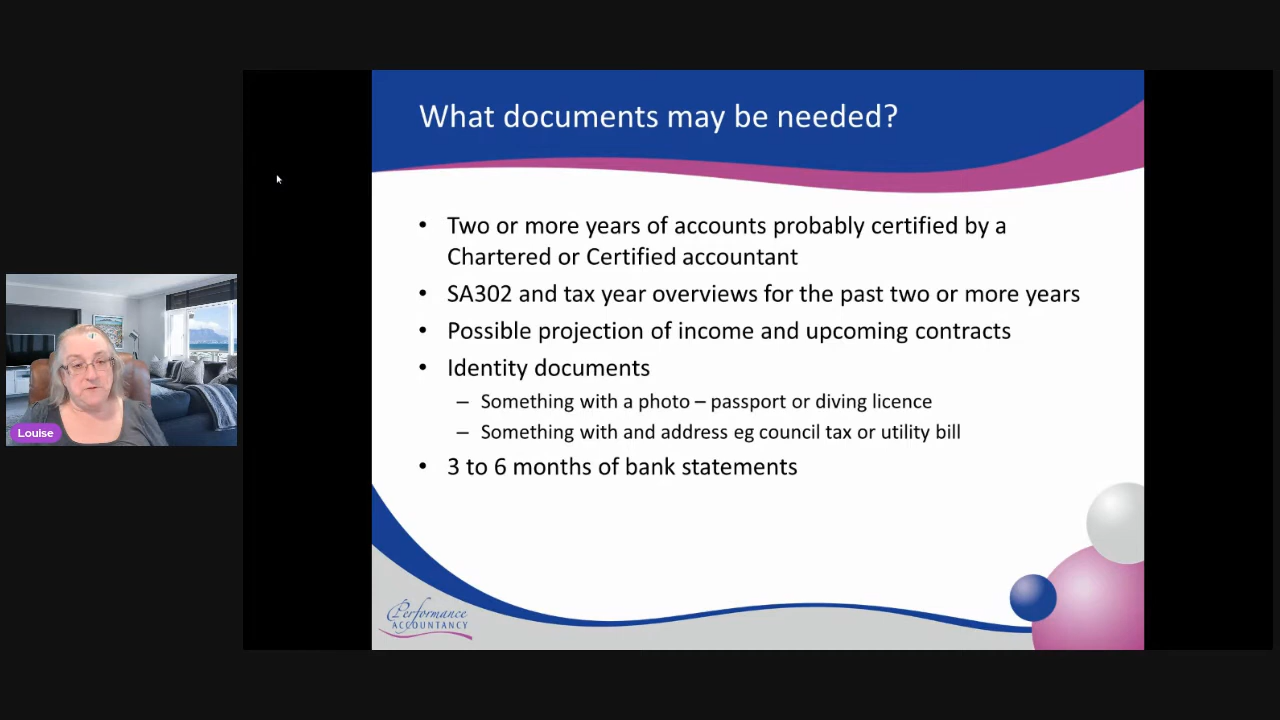 What documents may be needed?
• Two or more years of accounts probably certified by a
Chartered or Certified accountant
• SA302 and tax year overviews for the past two or more years
• Possible projection of income and upcoming contracts
• Identity documents
– Something with a photo – passport or diving licence
– Something with and address eg council tax or utility bill
• 3 to 6 months of bank statements
Louise
Performance
ACCOUNTANCY